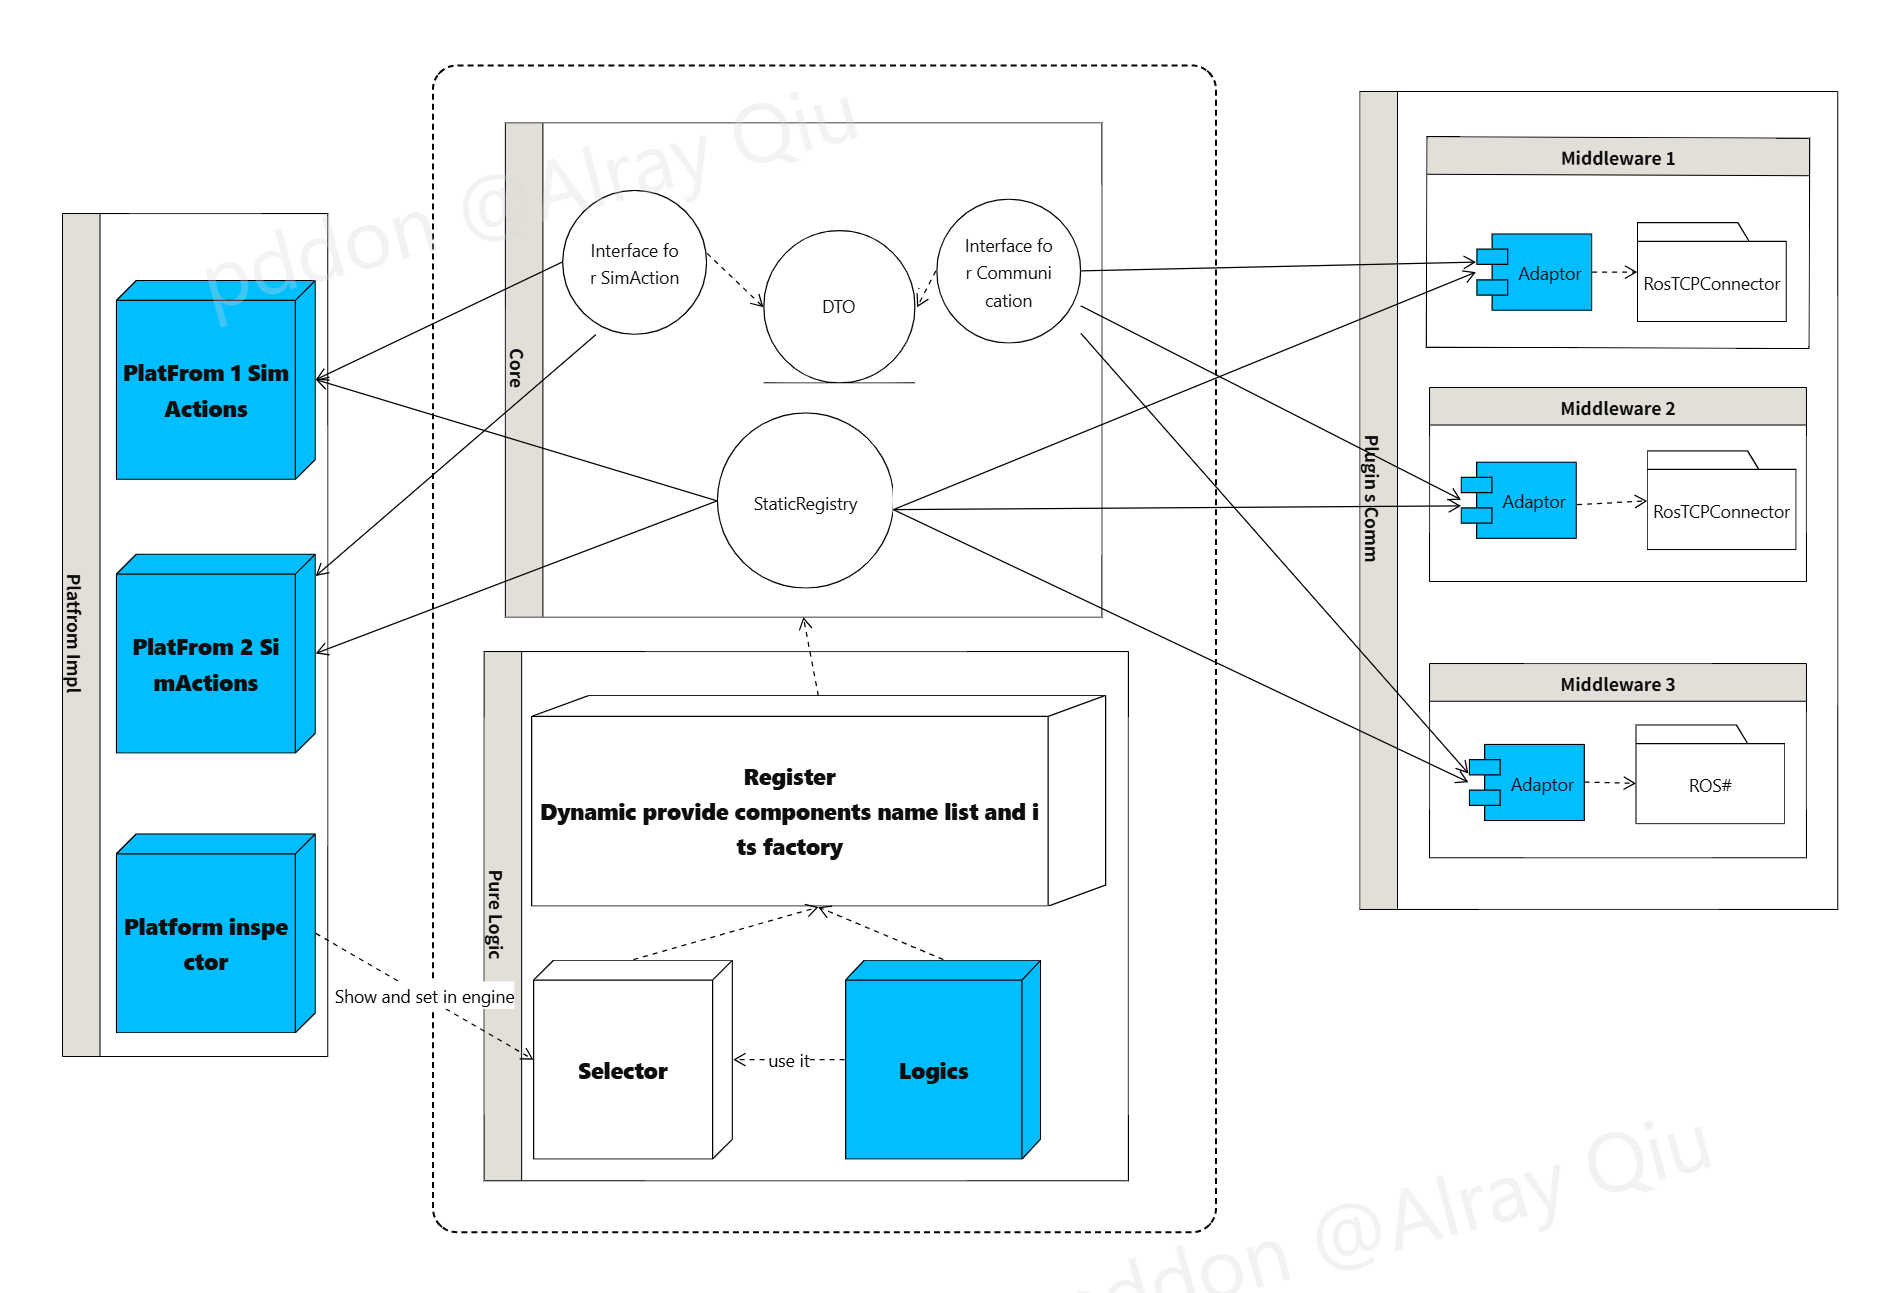 pddon @Alray Qiu
Platfrom Impl
PlatFrom 1 Sim
Actions
PlatFrom 2 Si
mActions
Platform inspe
ctor
Show and set in engine
Core
Interface fo
r SimAction
DTO
Interface fo
r Communi
cation
StaticRegistry
Pure Logic
Register
Dynamic provide components name list and i
ts factory
Selector
use it
Logics
Plugin s Comm
Middleware 1
Adaptor
RosTCPConnector
Middleware 2
Adaptor
RosTCPConnector
Middleware 3
Adaptor
ROS#
pddon @Alray Qiu